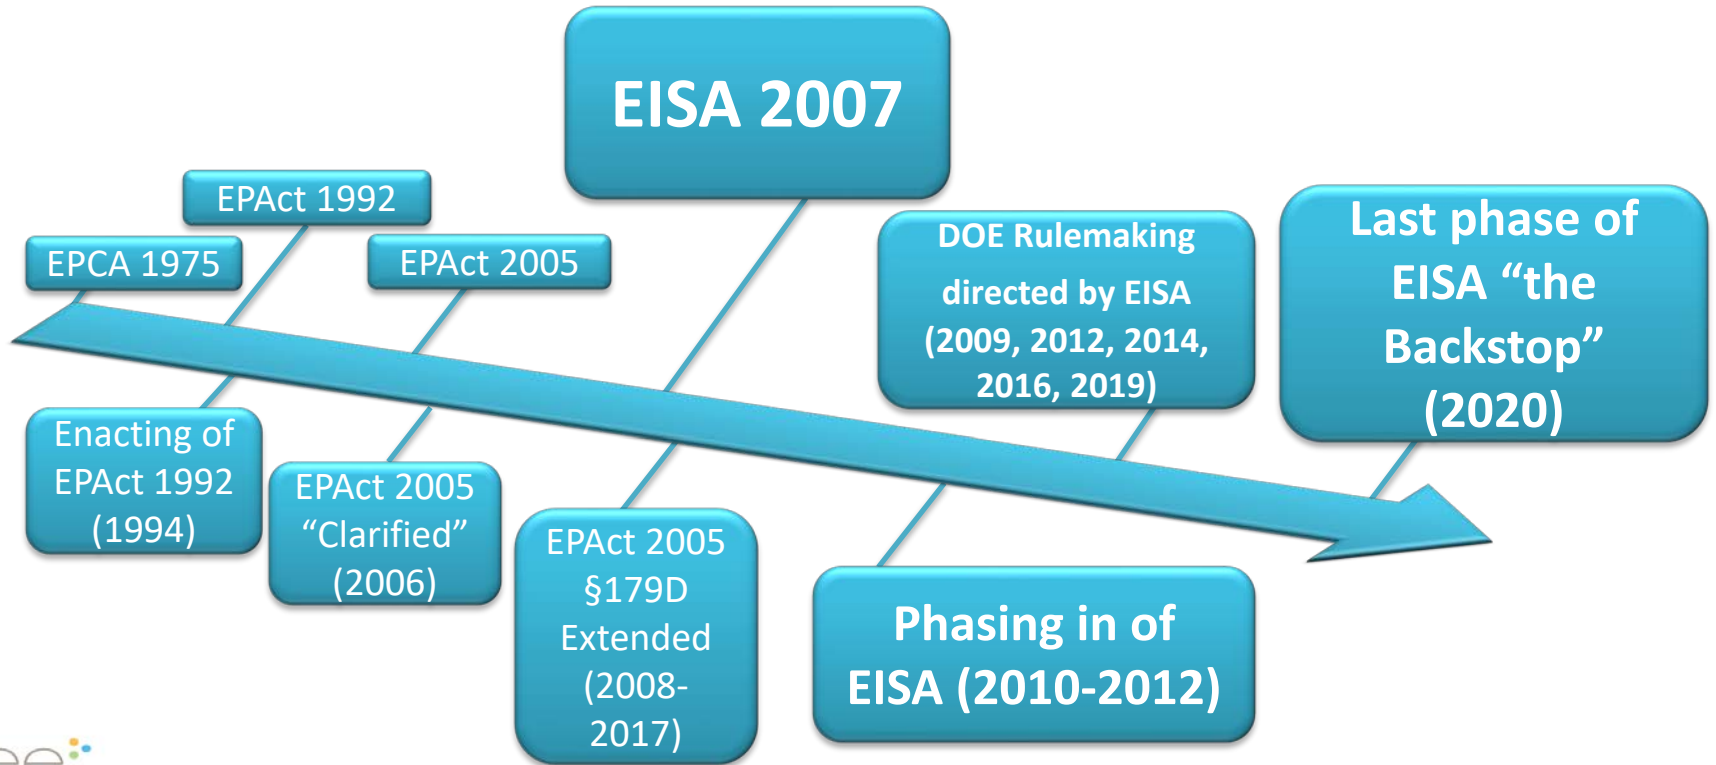 EISA 2007
EPAct 1992
EPCA 1975
EPAct 2005
DOE Rulemaking
directed by EISA
(2009, 2012, 2014,
2016, 2019)
Last phase of
EISA “the
Backstop”
(2020)
Enacting of
EPAct 1992
(1994)
EPAct 2005
“Clarified”
(2006)
EPAct 2005
§179D
Extended
(2008-
2017)
Phasing in of
EISA (2010-2012)